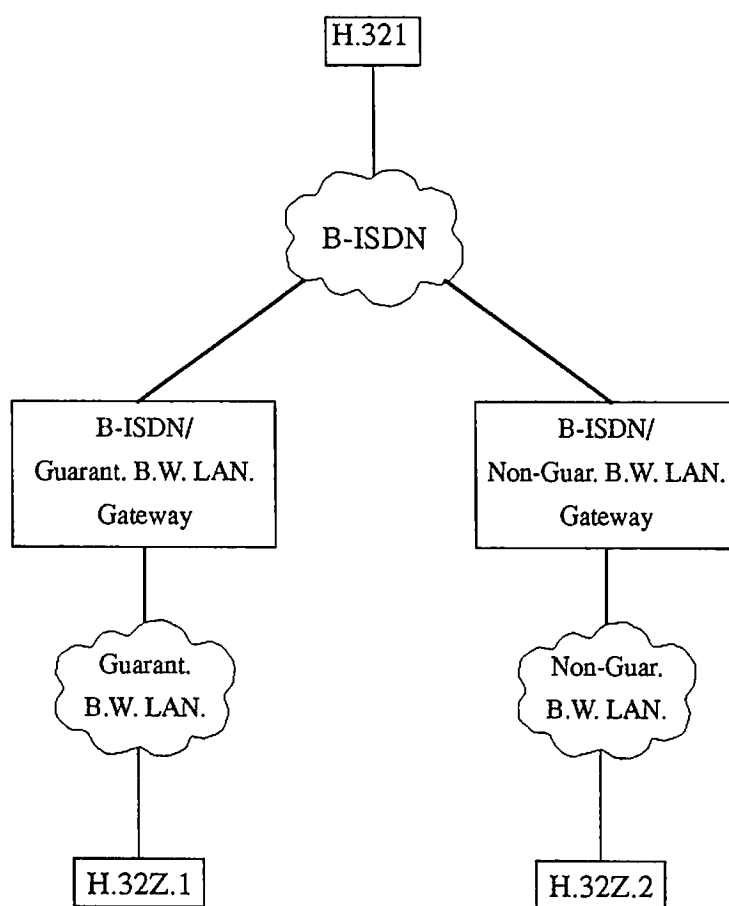 H.321
B-ISDN
B-ISDN/
Guarant. B.W. LAN.
Gateway
B-ISDN/
Non-Guar. B.W. LAN.
Gateway
Guarant.
B.W. LAN.
Non-Guar.
B.W. LAN.
H.32Z.1
H.32Z.2